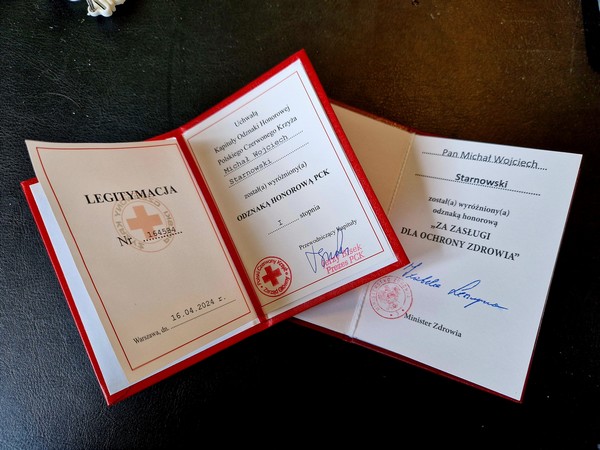 LEGITYMACJA
Nr 164584
Warszawa, dn. 16.04.2024 r.
Uchwałą
Kapituły Odznaki Honorowej
Polskiego Czerwonego Krzyża
Michał Wojciech
Starnowski
został(a) wyróżniony(a)
ODZNAKĄ HONOROWĄ PCK
I stopnia
Przewodniczący Kapituły
Prezes PCK
Pan Michał Wojciech
Starnowski
został(a) wyróżniony(a)
odznaką honorową
„ZA ZASŁUGI
DLA OCHRONY ZDROWIA”
Minister Zdrowia